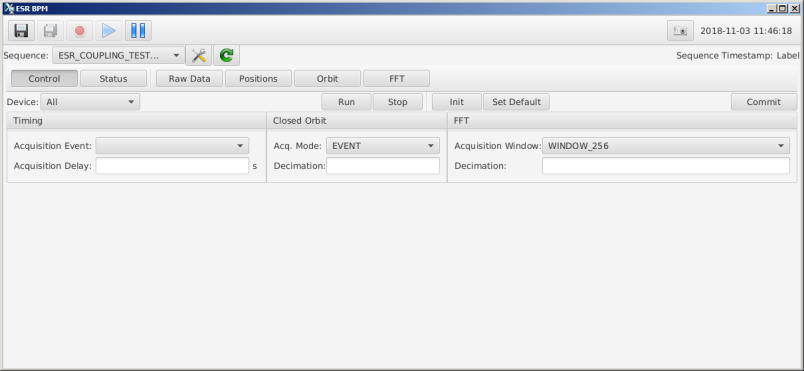 ESR BPM
2018-11-03 11:46:18
Sequence: ESR_COUPLING_TEST... Sequence Timestamp: Label
Control Status Raw Data Positions Orbit FFT
Device: All Run Stop Init Set Default Commit
Timing Closed Orbit FFT
Acquisition Event: Acq. Mode: EVENT Acquisition Window: WINDOW_256
Acquisition Delay: s Decimation: Decimation: